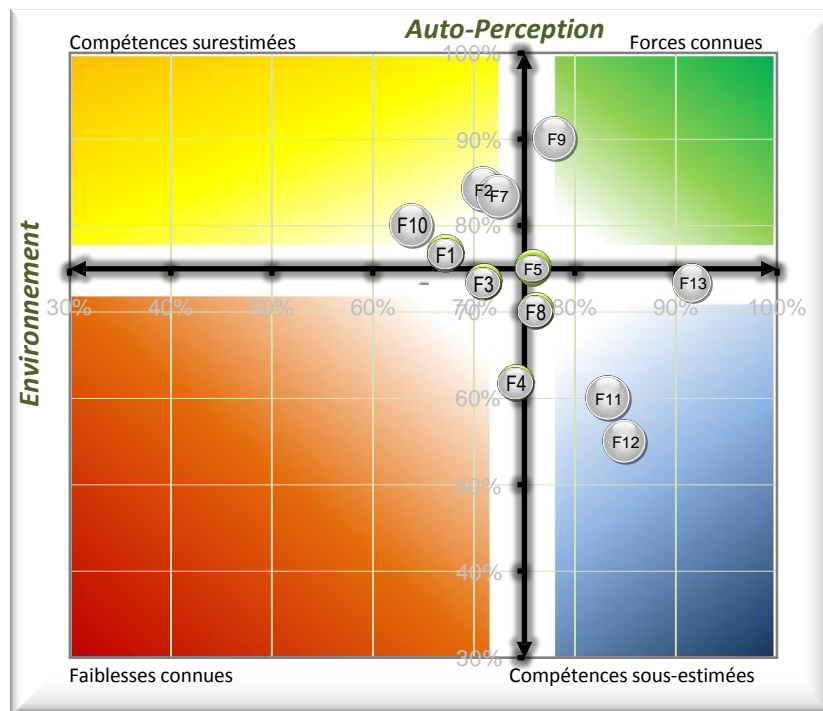 Auto-Perception
Compétences surestimées
Forces connues
100%
90%
F9
F2
F7
80%
F10
F1
F5
F3
F13
Environnement
30%
40%
50%
60%
70%
80%
90%
100%
70%
F8
F4
60%
F11
F12
50%
40%
30%
Faiblesses connues
Compétences sous-estimées